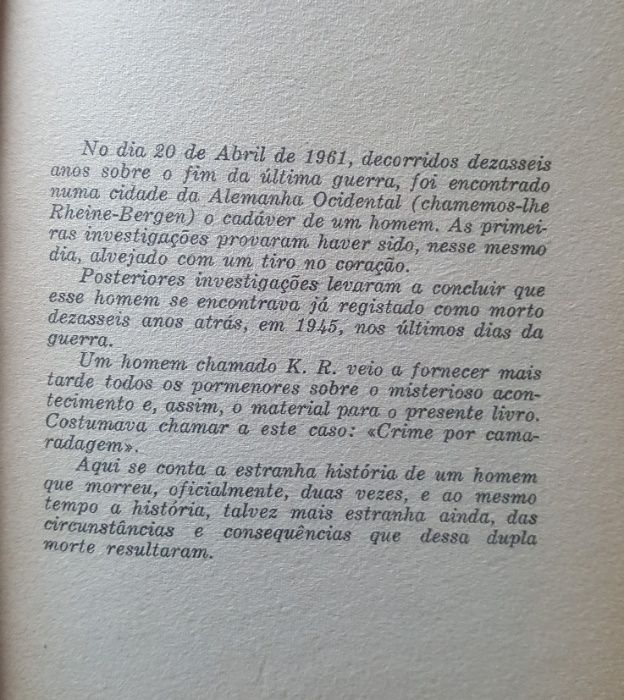 No dia 20 de Abril de 1961, decorridos dezasseis
anos sobre o fim da última guerra, foi encontrado
numa cidade da Alemanha Ocidental (chamemos-lhe
Rheine-Bergen) o cadáver de um homem. As primei-
ras investigações provaram haver sido, nesse mesmo
dia, alvejado com um tiro no coração.
Posteriores investigações levaram a concluir que
esse homem se encontrava já registado como morto
dezasseis anos atrás, em 1945, nos últimos dias da
guerra.
Um homem chamado K. R. veio a fornecer mais
tarde todos os pormenores sobre o misterioso acon-
tecimento e, assim, o material para o presente livro.
Costumava chamar a este caso: «Crime por cama-
radagem».
Aqui se conta a estranha história de um homem
que morreu, oficialmente, duas vezes, e ao mesmo
tempo a história, talvez mais estranha ainda, das
circunstâncias e consequências que dessa dupla
morte resultaram.